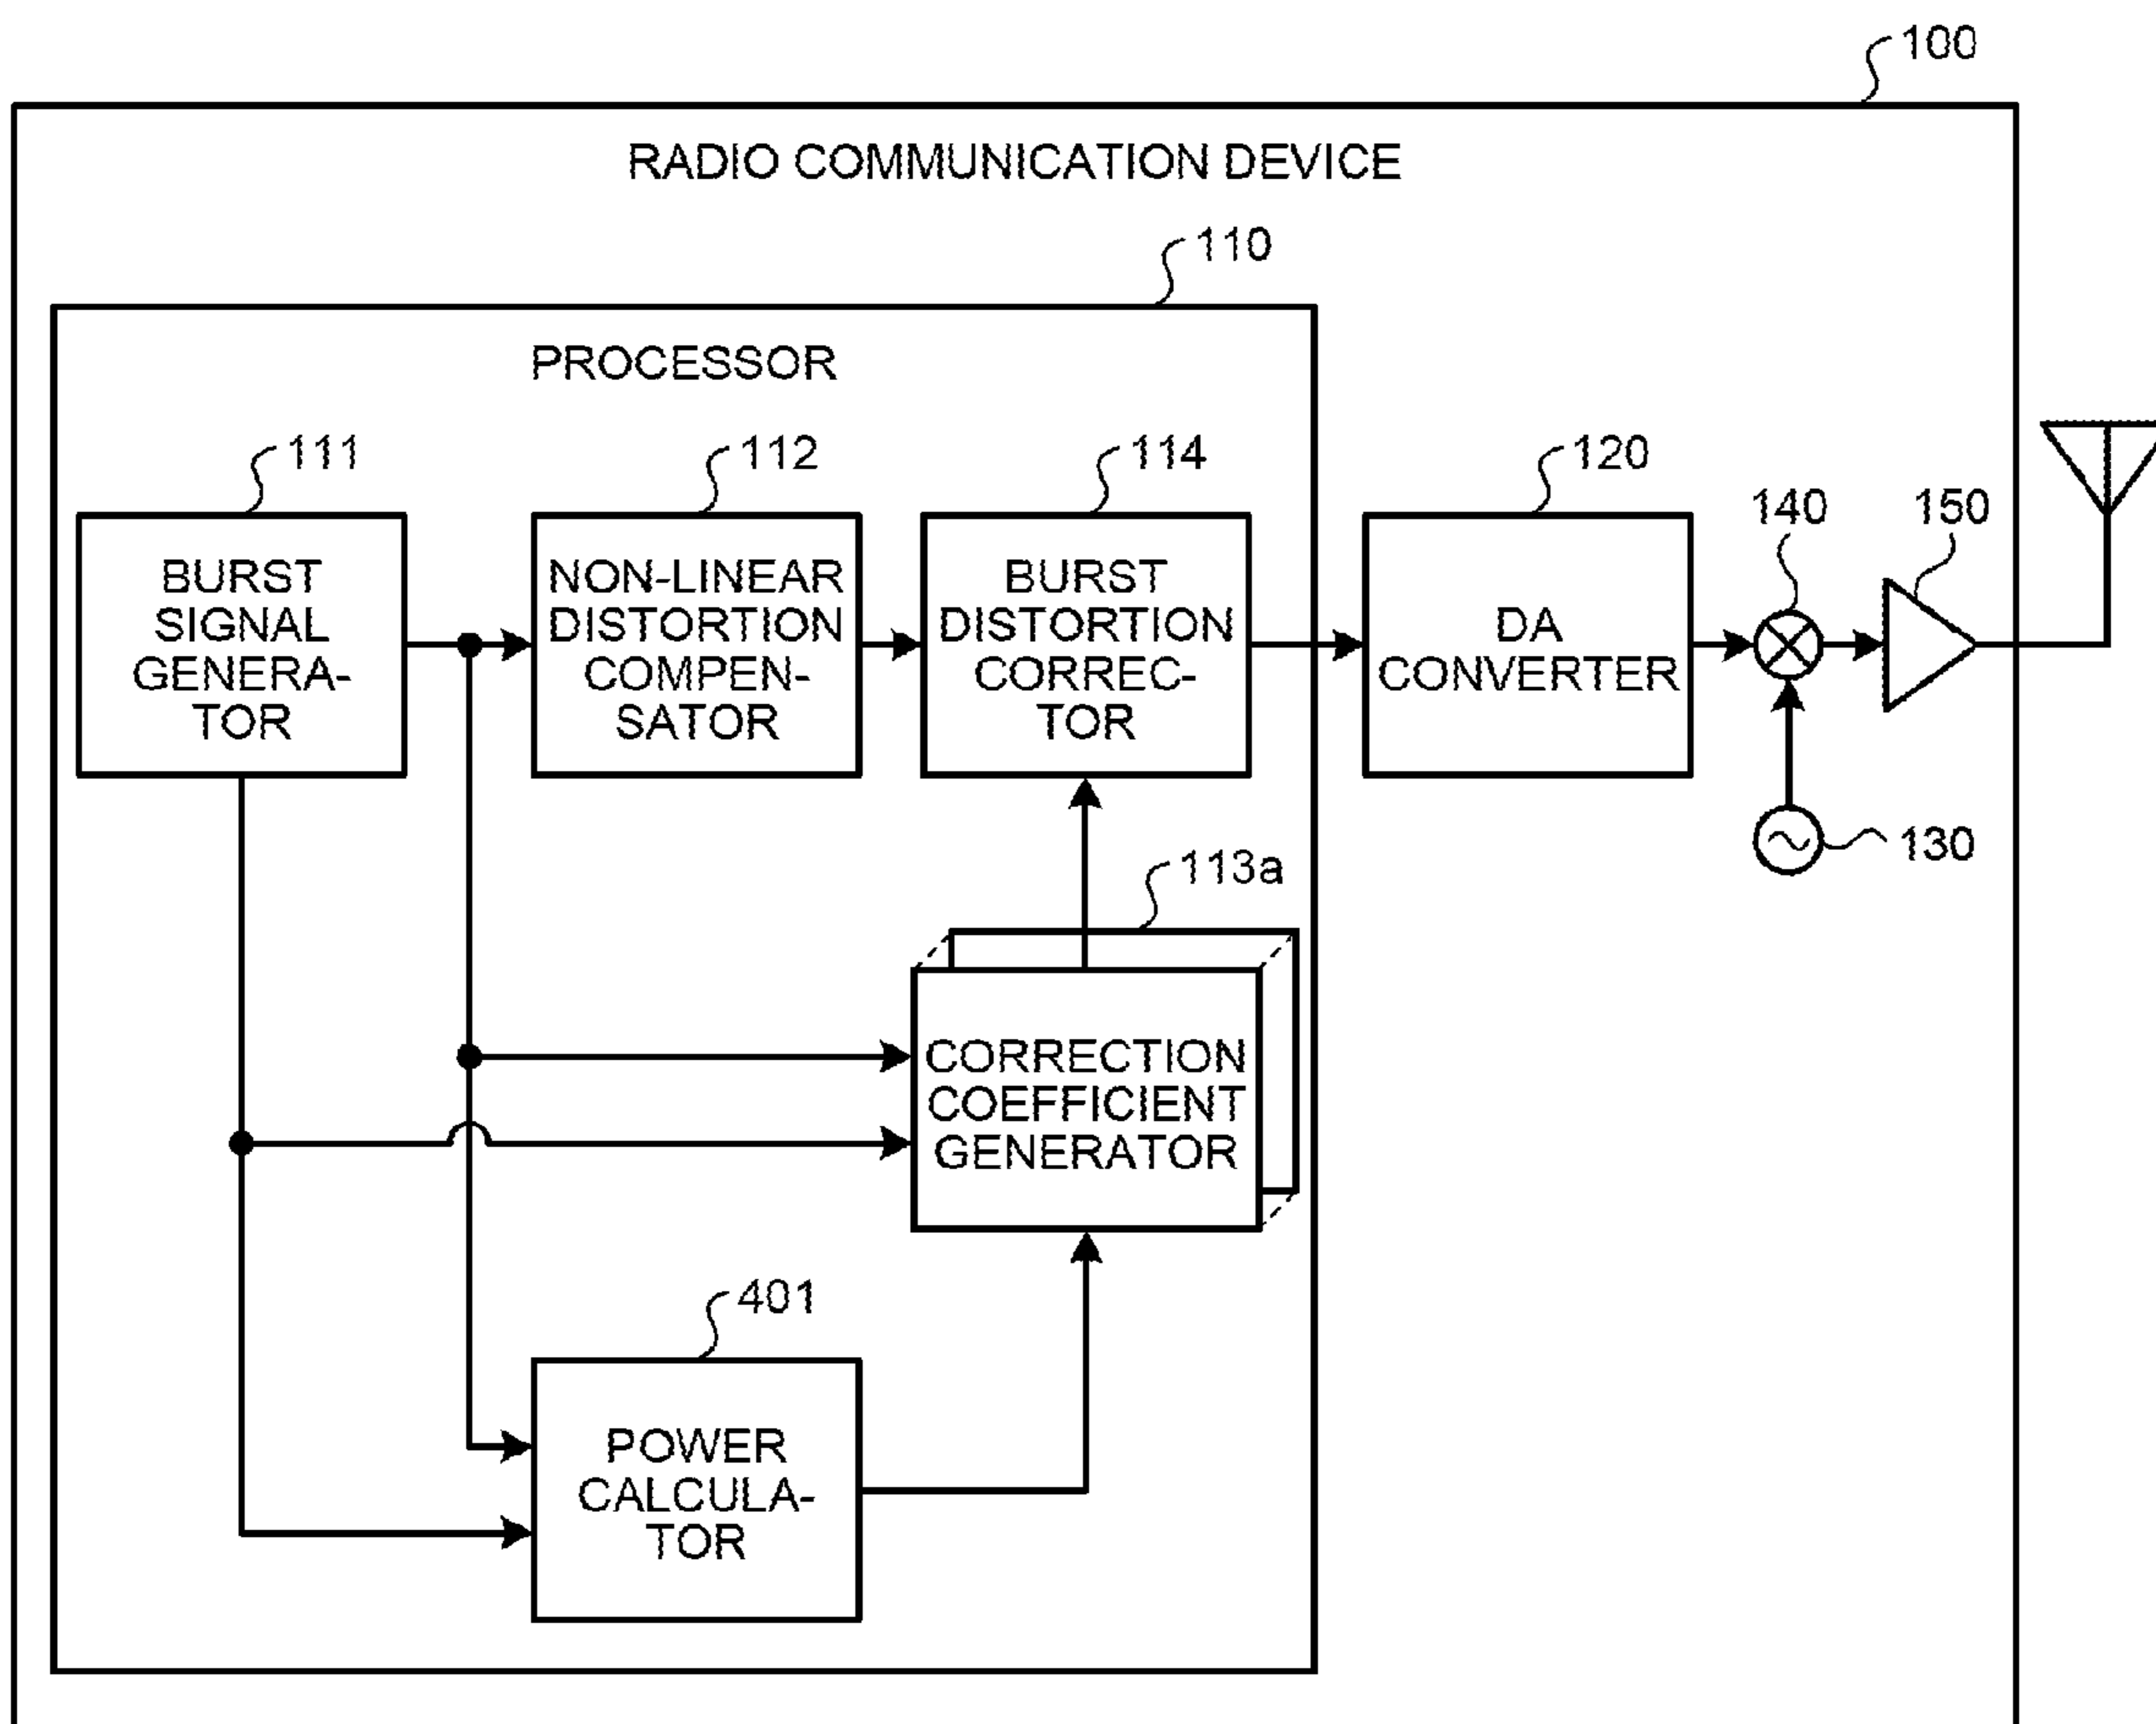 100
RADIO COMMUNICATION DEVICE
110
PROCESSOR
111
112
114
120
140
150
BURST
SIGNAL
GENERA-
TOR
NON-LINEAR
DISTORTION
COMPEN-
SATOR
BURST
DISTORTION
CORREC-
TOR
DA
CONVERTER
130
113a
CORRECTION
COEFFICIENT
GENERATOR
401
POWER
CALCULA-
TOR